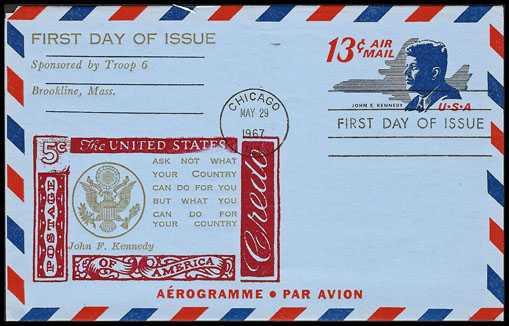 FIRST DAY OF ISSUE
Sponsored by Troop 6
Brookline, Mass.
13¢ AIR
MAIL
JOHN F. KENNEDY
U·S·A
FIRST DAY OF ISSUE
CHICAGO
MAY 29
1967
5¢
The UNITED STATES
POSTAGE
ASK NOT WHAT
YOUR COUNTRY
CAN DO FOR YOU
BUT WHAT YOU
CAN DO FOR
YOUR COUNTRY
John F. Kennedy
Credo
OF AMERICA
AÉROGRAMME • PAR AVION